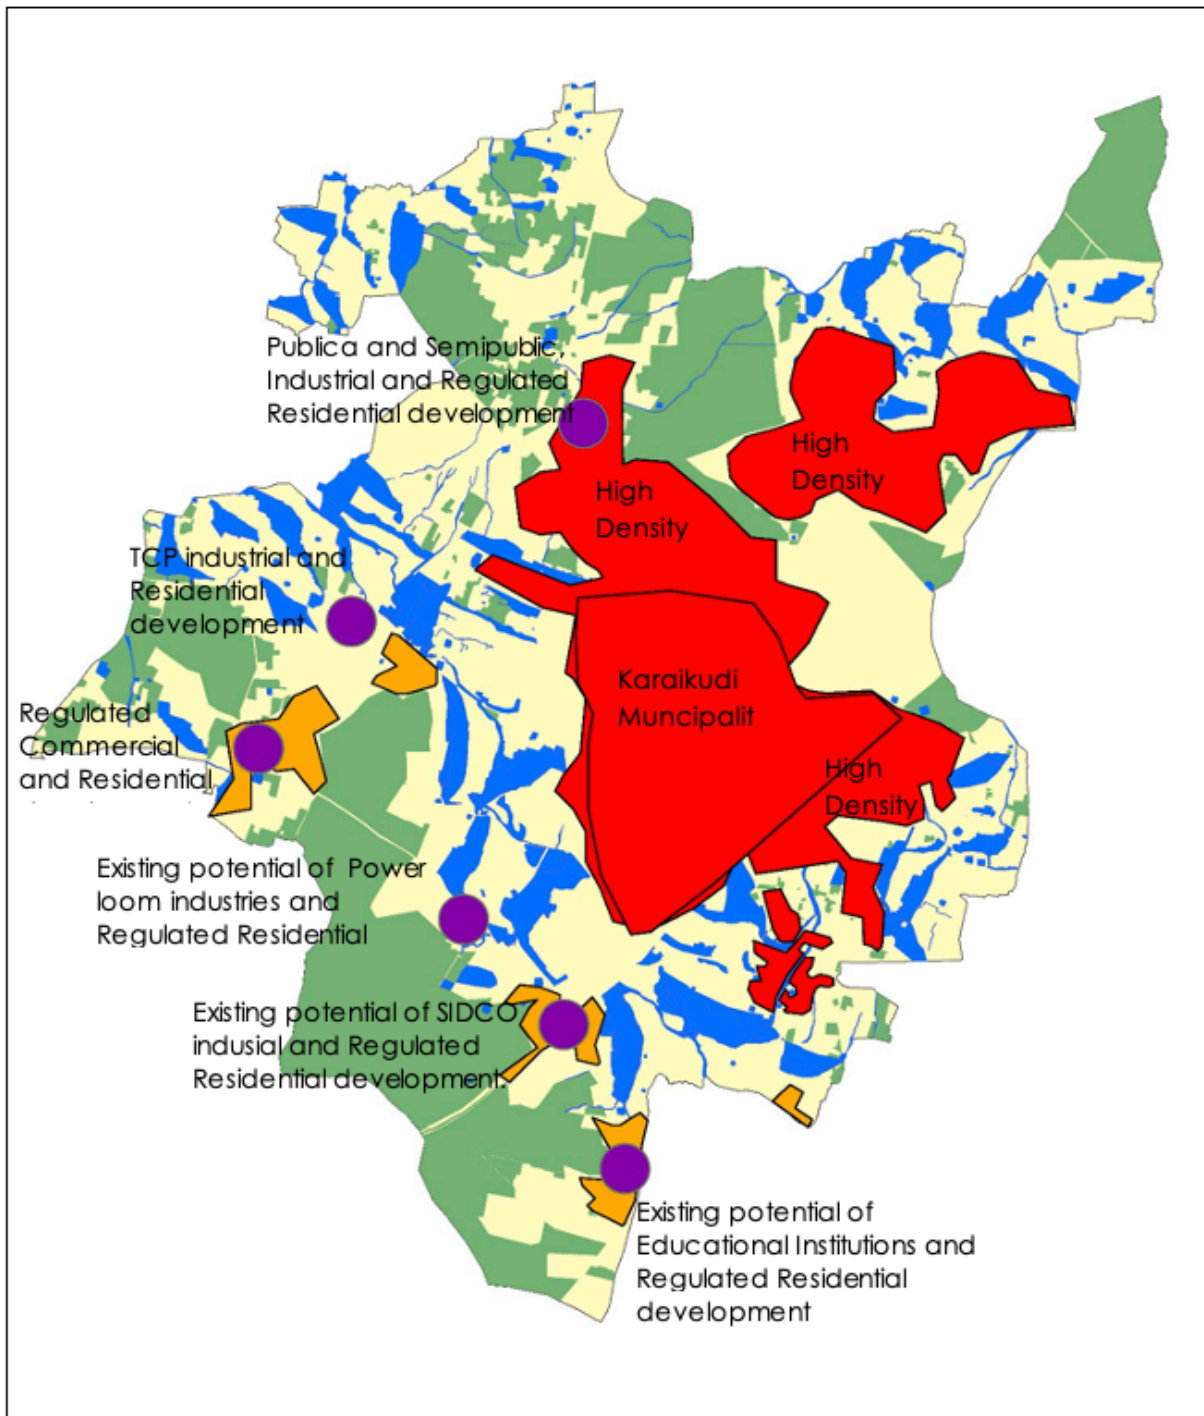 Publica and Semipublic,
Industrial and Regulated
Residential development
High
Density
High
Density
TCP industrial and
Residential
development
Karaikudi
Muncipalit
Regulated
Commercial
and Residential
High
Density
Existing potential of Power
loom industries and
Regulated Residential
Existing potential of SIDCO
indusial and Regulated
Residential development.
Existing potential of
Educational Institutions and
Regulated Residential
development